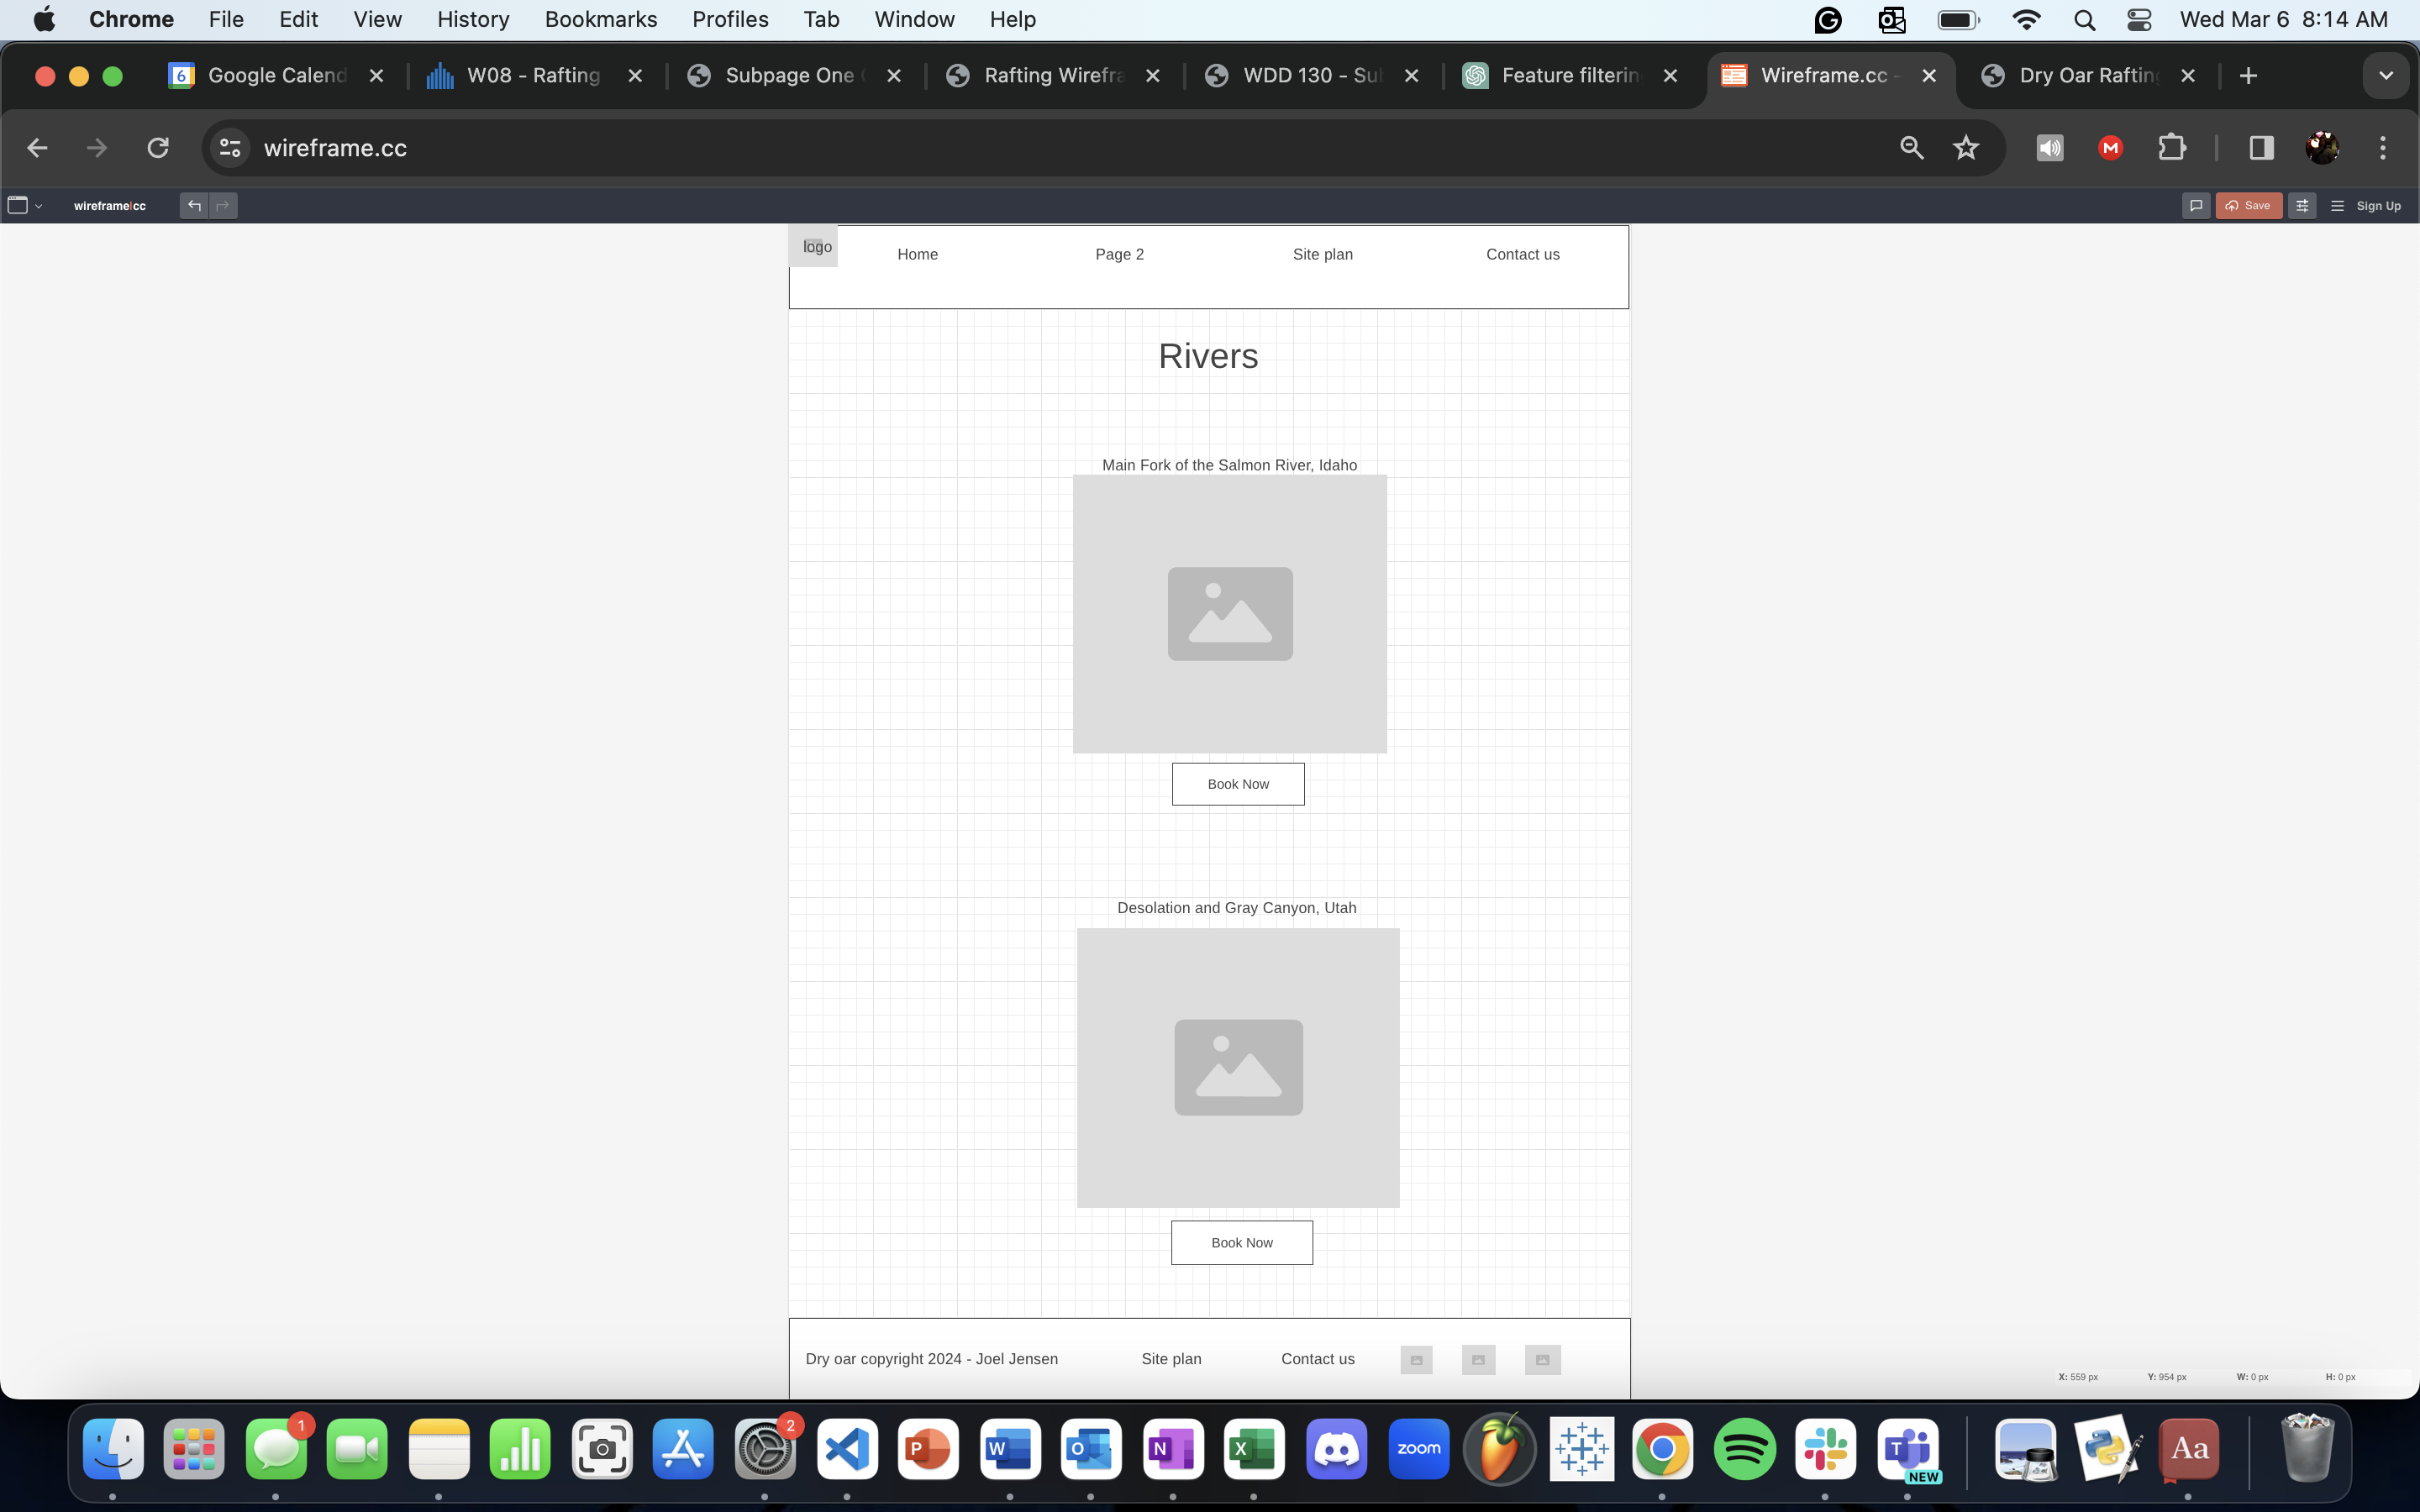 Chrome File Edit View History Bookmarks Profiles Tab Window Help Wed Mar 6 8:14 AM
6 Google Calend W08 - Rafting Subpage One Rafting Wirefra WDD 130 - Su Feature filterin Wireframe.cc - Dry Oar Rafting
wireframe.cc M
wireframe|cc Save Sign Up
logo Home Page 2 Site plan Contact us
Rivers
Main Fork of the Salmon River, Idaho
Book Now
Desolation and Gray Canyon, Utah
Book Now
Dry oar copyright 2024 - Joel Jensen Site plan Contact us
X: 559 px Y: 954 px W: 0 px H: 0 px
1 2 P W O N X zoom T NEW Aa